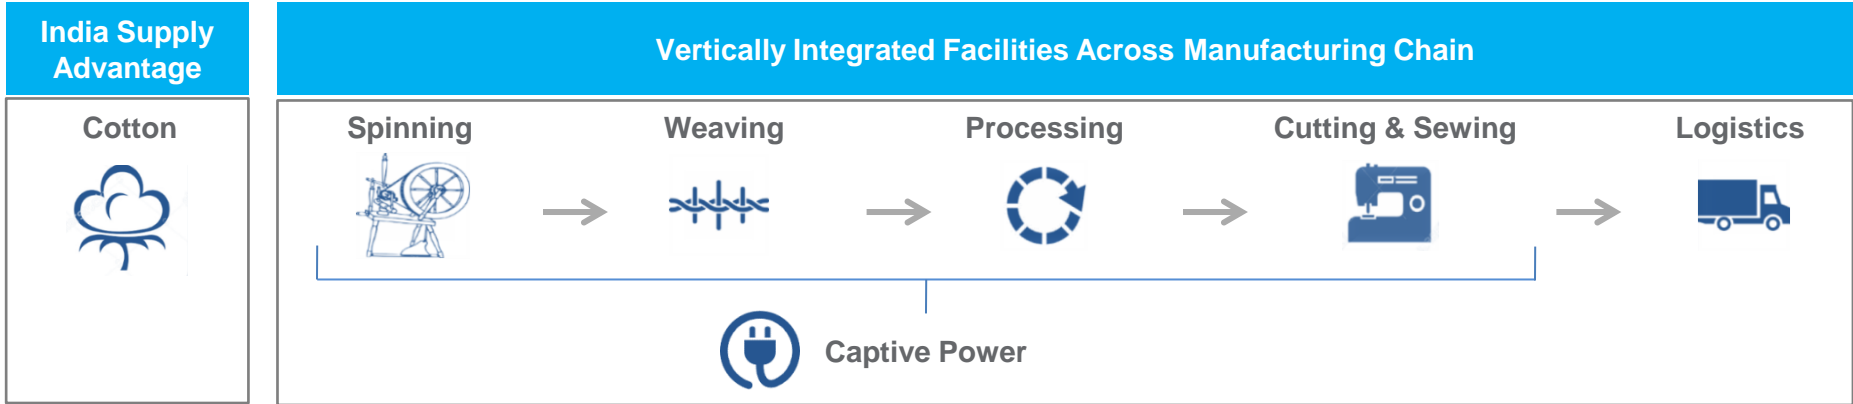 India Supply
Advantage
Vertically Integrated Facilities Across Manufacturing Chain
Cotton
Spinning
Weaving
Processing
Cutting & Sewing
Logistics
Captive Power